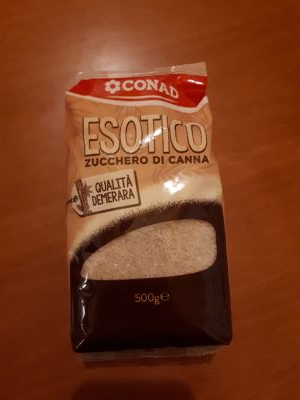 CONAD
ESOTICO
ZUCCHERO DI CANNA
QUALITÀ
DEMERARA
500g℮